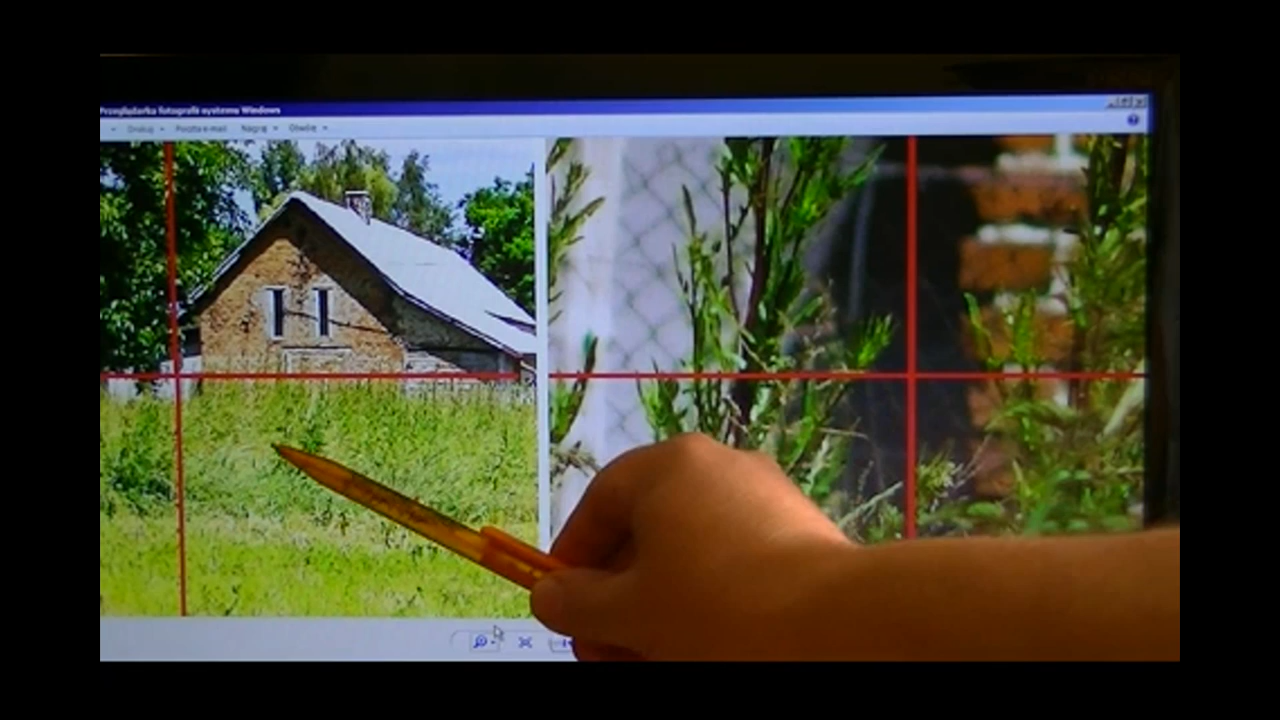 Przeglądarka fotografii systemu Windows
Drukuj Poczta e-mail Nagraj Otwórz